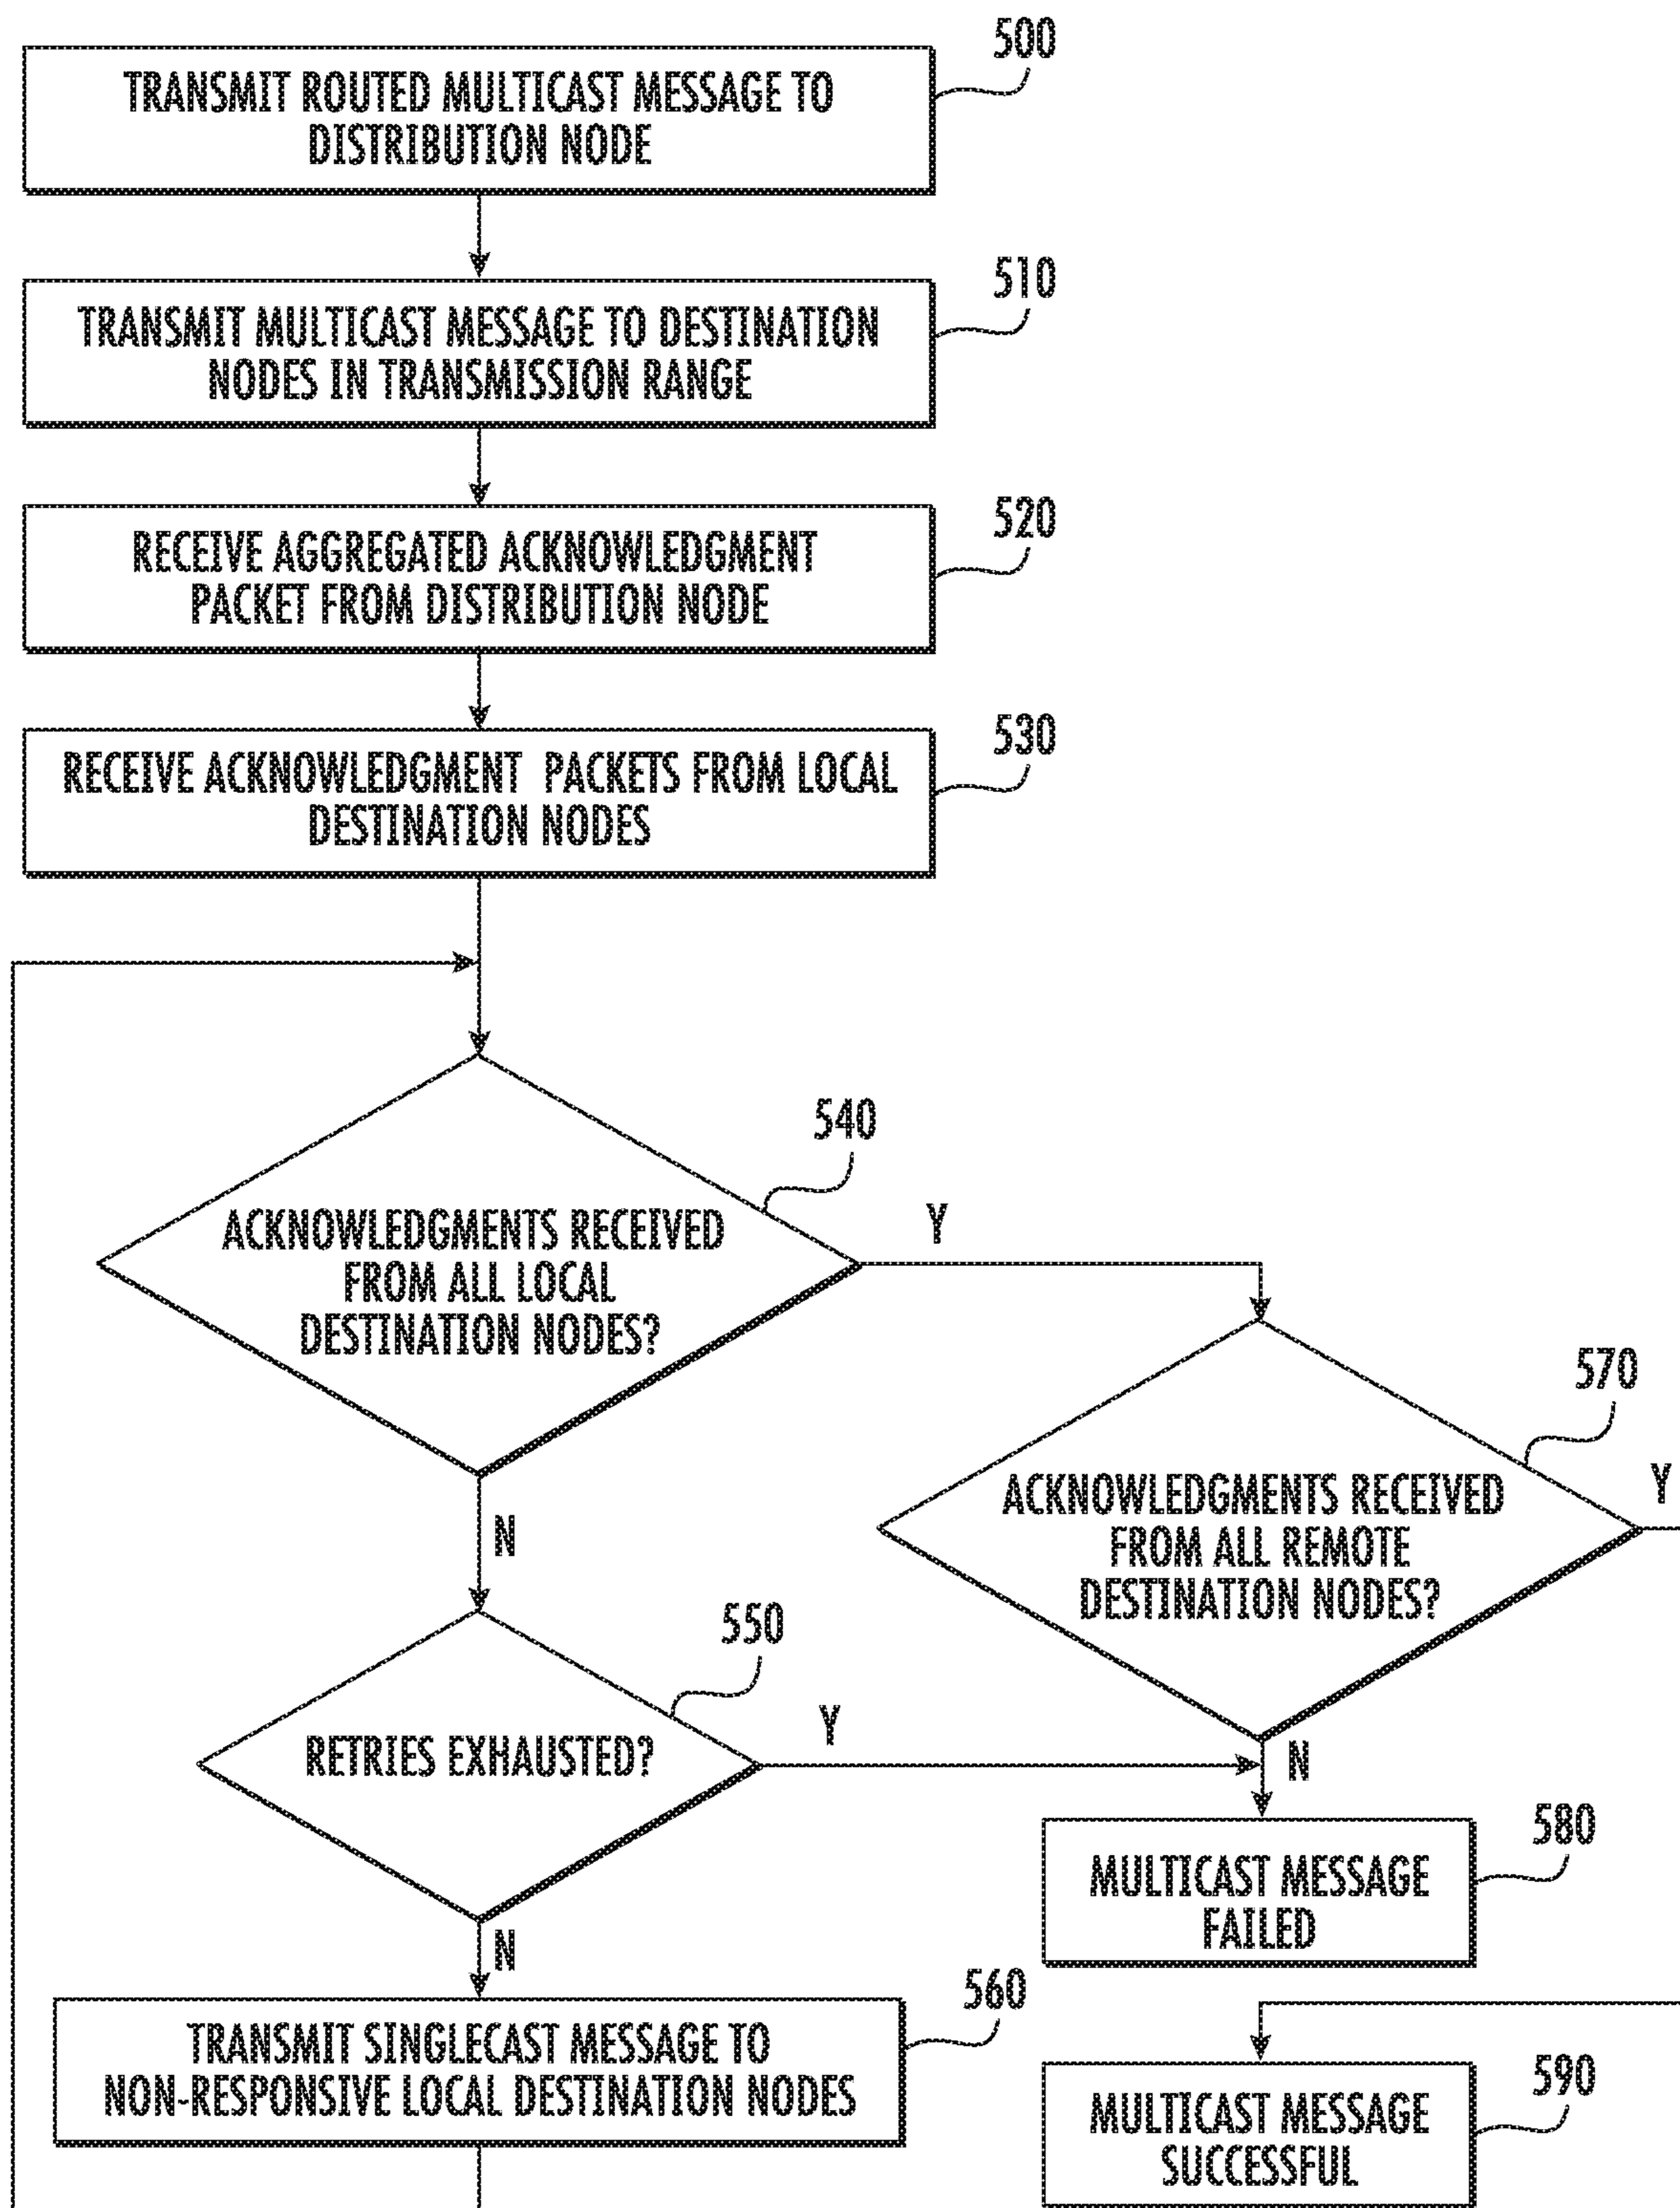 500
TRANSMIT ROUTED MULTICAST MESSAGE TO
DISTRIBUTION NODE
510
TRANSMIT MULTICAST MESSAGE TO DESTINATION
NODES IN TRANSMISSION RANGE
520
RECEIVE AGGREGATED ACKNOWLEDGMENT
PACKET FROM DISTRIBUTION NODE
530
RECEIVE ACKNOWLEDGMENT PACKETS FROM LOCAL
DESTINATION NODES
540
ACKNOWLEDGMENTS RECEIVED
FROM ALL LOCAL
DESTINATION NODES?
Y
N
570
ACKNOWLEDGMENTS RECEIVED
FROM ALL REMOTE
DESTINATION NODES?
Y
N
550
RETRIES EXHAUSTED?
Y
N
580
MULTICAST MESSAGE
FAILED
560
TRANSMIT SINGLECAST MESSAGE TO
NON-RESPONSIVE LOCAL DESTINATION NODES
590
MULTICAST MESSAGE
SUCCESSFUL